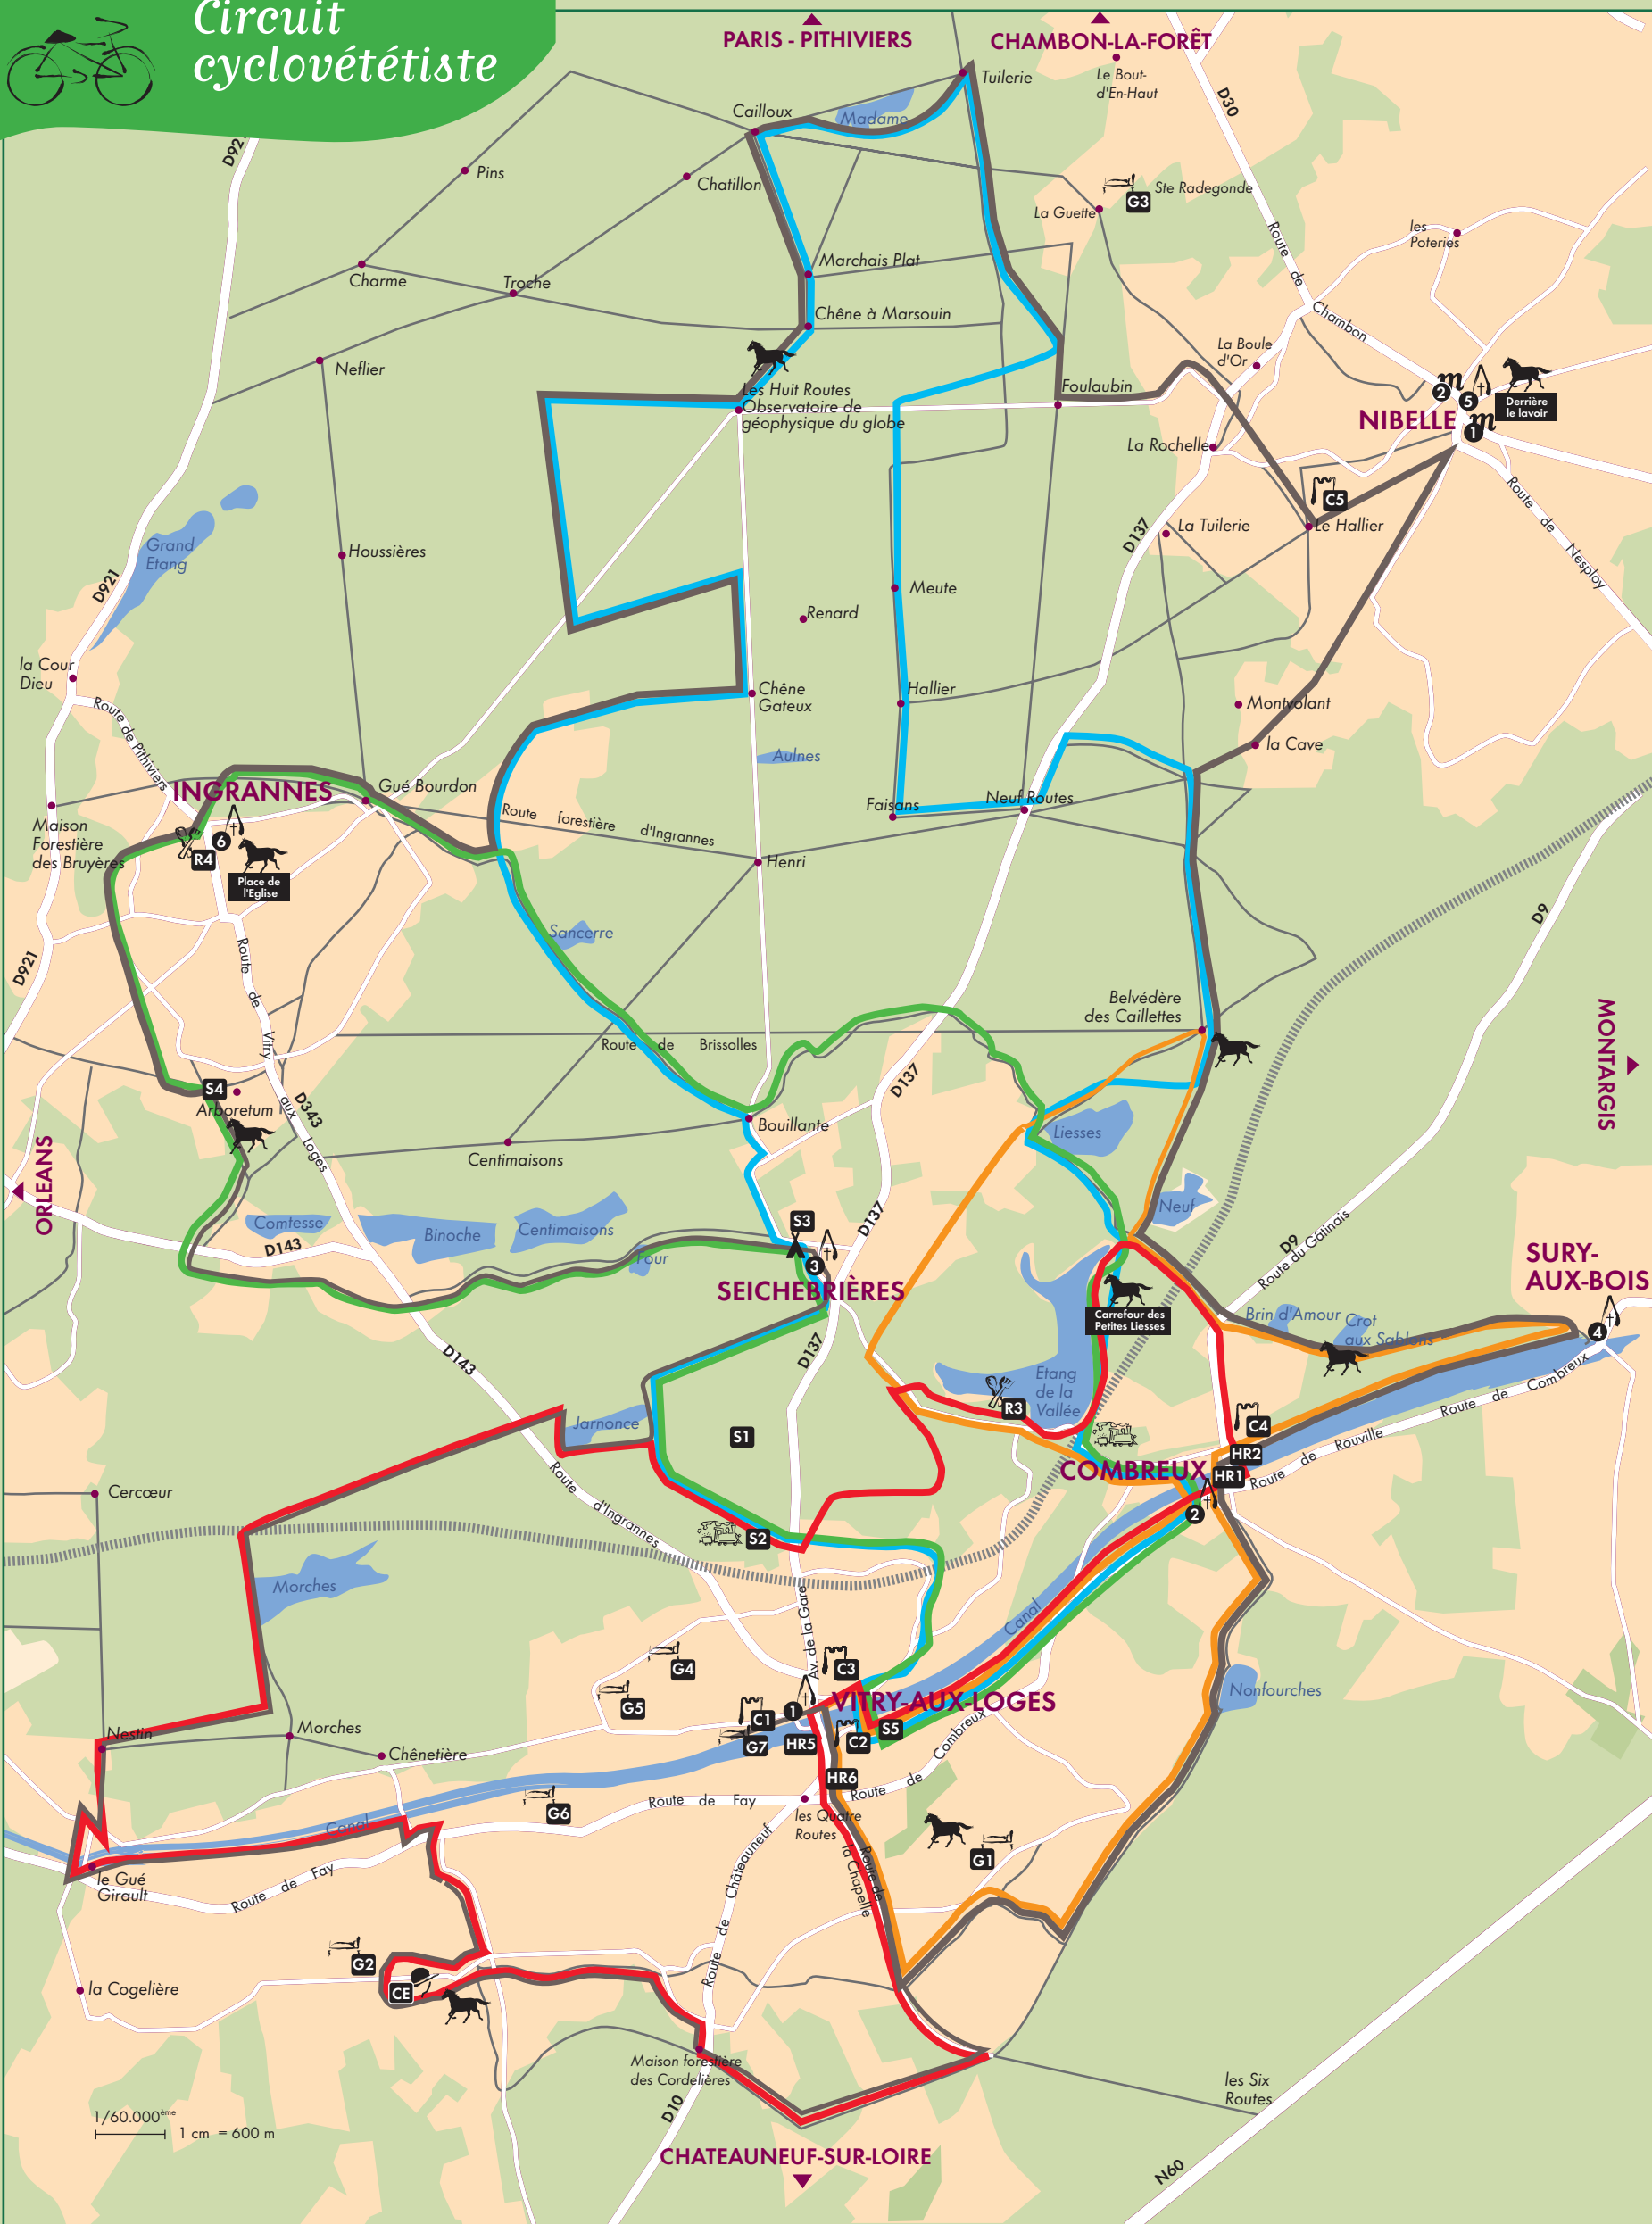 Circuit
cyclovététiste
PARIS - PITHIVIERS
CHAMBON-LA-FORÊT
Le Bout-
d'En-Haut
Tuilerie
Cailloux
Madame
D30
D92
Pins
Chatillon
G3
Ste Radegonde
La Guette
les
Poteries
Route de Chambon
Marchais Plat
Charme
Troche
Chêne à Marsouin
La Boule
d'Or
Neflier
Les Huit Routes
Observatoire de
géophysique du globe
Foulaubin
2
5
Derrière
le lavoir
NIBELLE
1
La Rochelle
C5
Le Hallier
La Tuilerie
D137
Route de Nesploy
Grand
Etang
Houssières
D921
Meute
Renard
la Cour
Dieu
Route de Pithiviers
Chêne
Gateux
Hallier
Montvolant
la Cave
Aulnes
INGRANNES
Gué Bourdon
Faisans
Neuf Routes
Route forestière d'Ingrannes
Maison
Forestière
des Bruyères
R4
6
Place de
l'Eglise
Henri
D9
Sancerre
D921
Route de Vitry aux Loges
Belvédère
des Caillettes
MONTARGIS
Route de Brissolles
D137
S4
Arboretum
D343
Bouillante
Liesses
Centimaisons
ORLEANS
Neuf
Comtesse
Binoche
Centimaisons
S3
D137
D143
Four
3
SEICHEBRIÈRES
D9
Route du Gâtinais
SURY-
AUX-BOIS
Carrefour des
Petites Liesses
Brin d'Amour
Crot
aux Sablons
4
D143
D137
Etang
de la
Vallée
R3
Route de Combreux
Jarnonce
S1
C4
Route de Rouville
HR2
COMBREUX
HR1
2
Cercœur
Route d'Ingrannes
S2
Morches
Av. de la Gare
Canal
G4
C3
G5
Nonfourches
VITRY-AUX-LOGES
C1
1
S5
Nestin
Morches
G7
HR5
C2
Chênetière
Route de Combreux
HR6
G6
Route de Fay
les Quatre
Routes
Canal
Route de la Chapelle
G1
le Gué
Girault
Route de Fay
Route de Châteauneuf
G2
CE
la Cogelière
Route de
Maison forestière
des Cordelières
les Six
Routes
D10
1/60.000ème
1 cm = 600 m
CHATEAUNEUF-SUR-LOIRE
N60